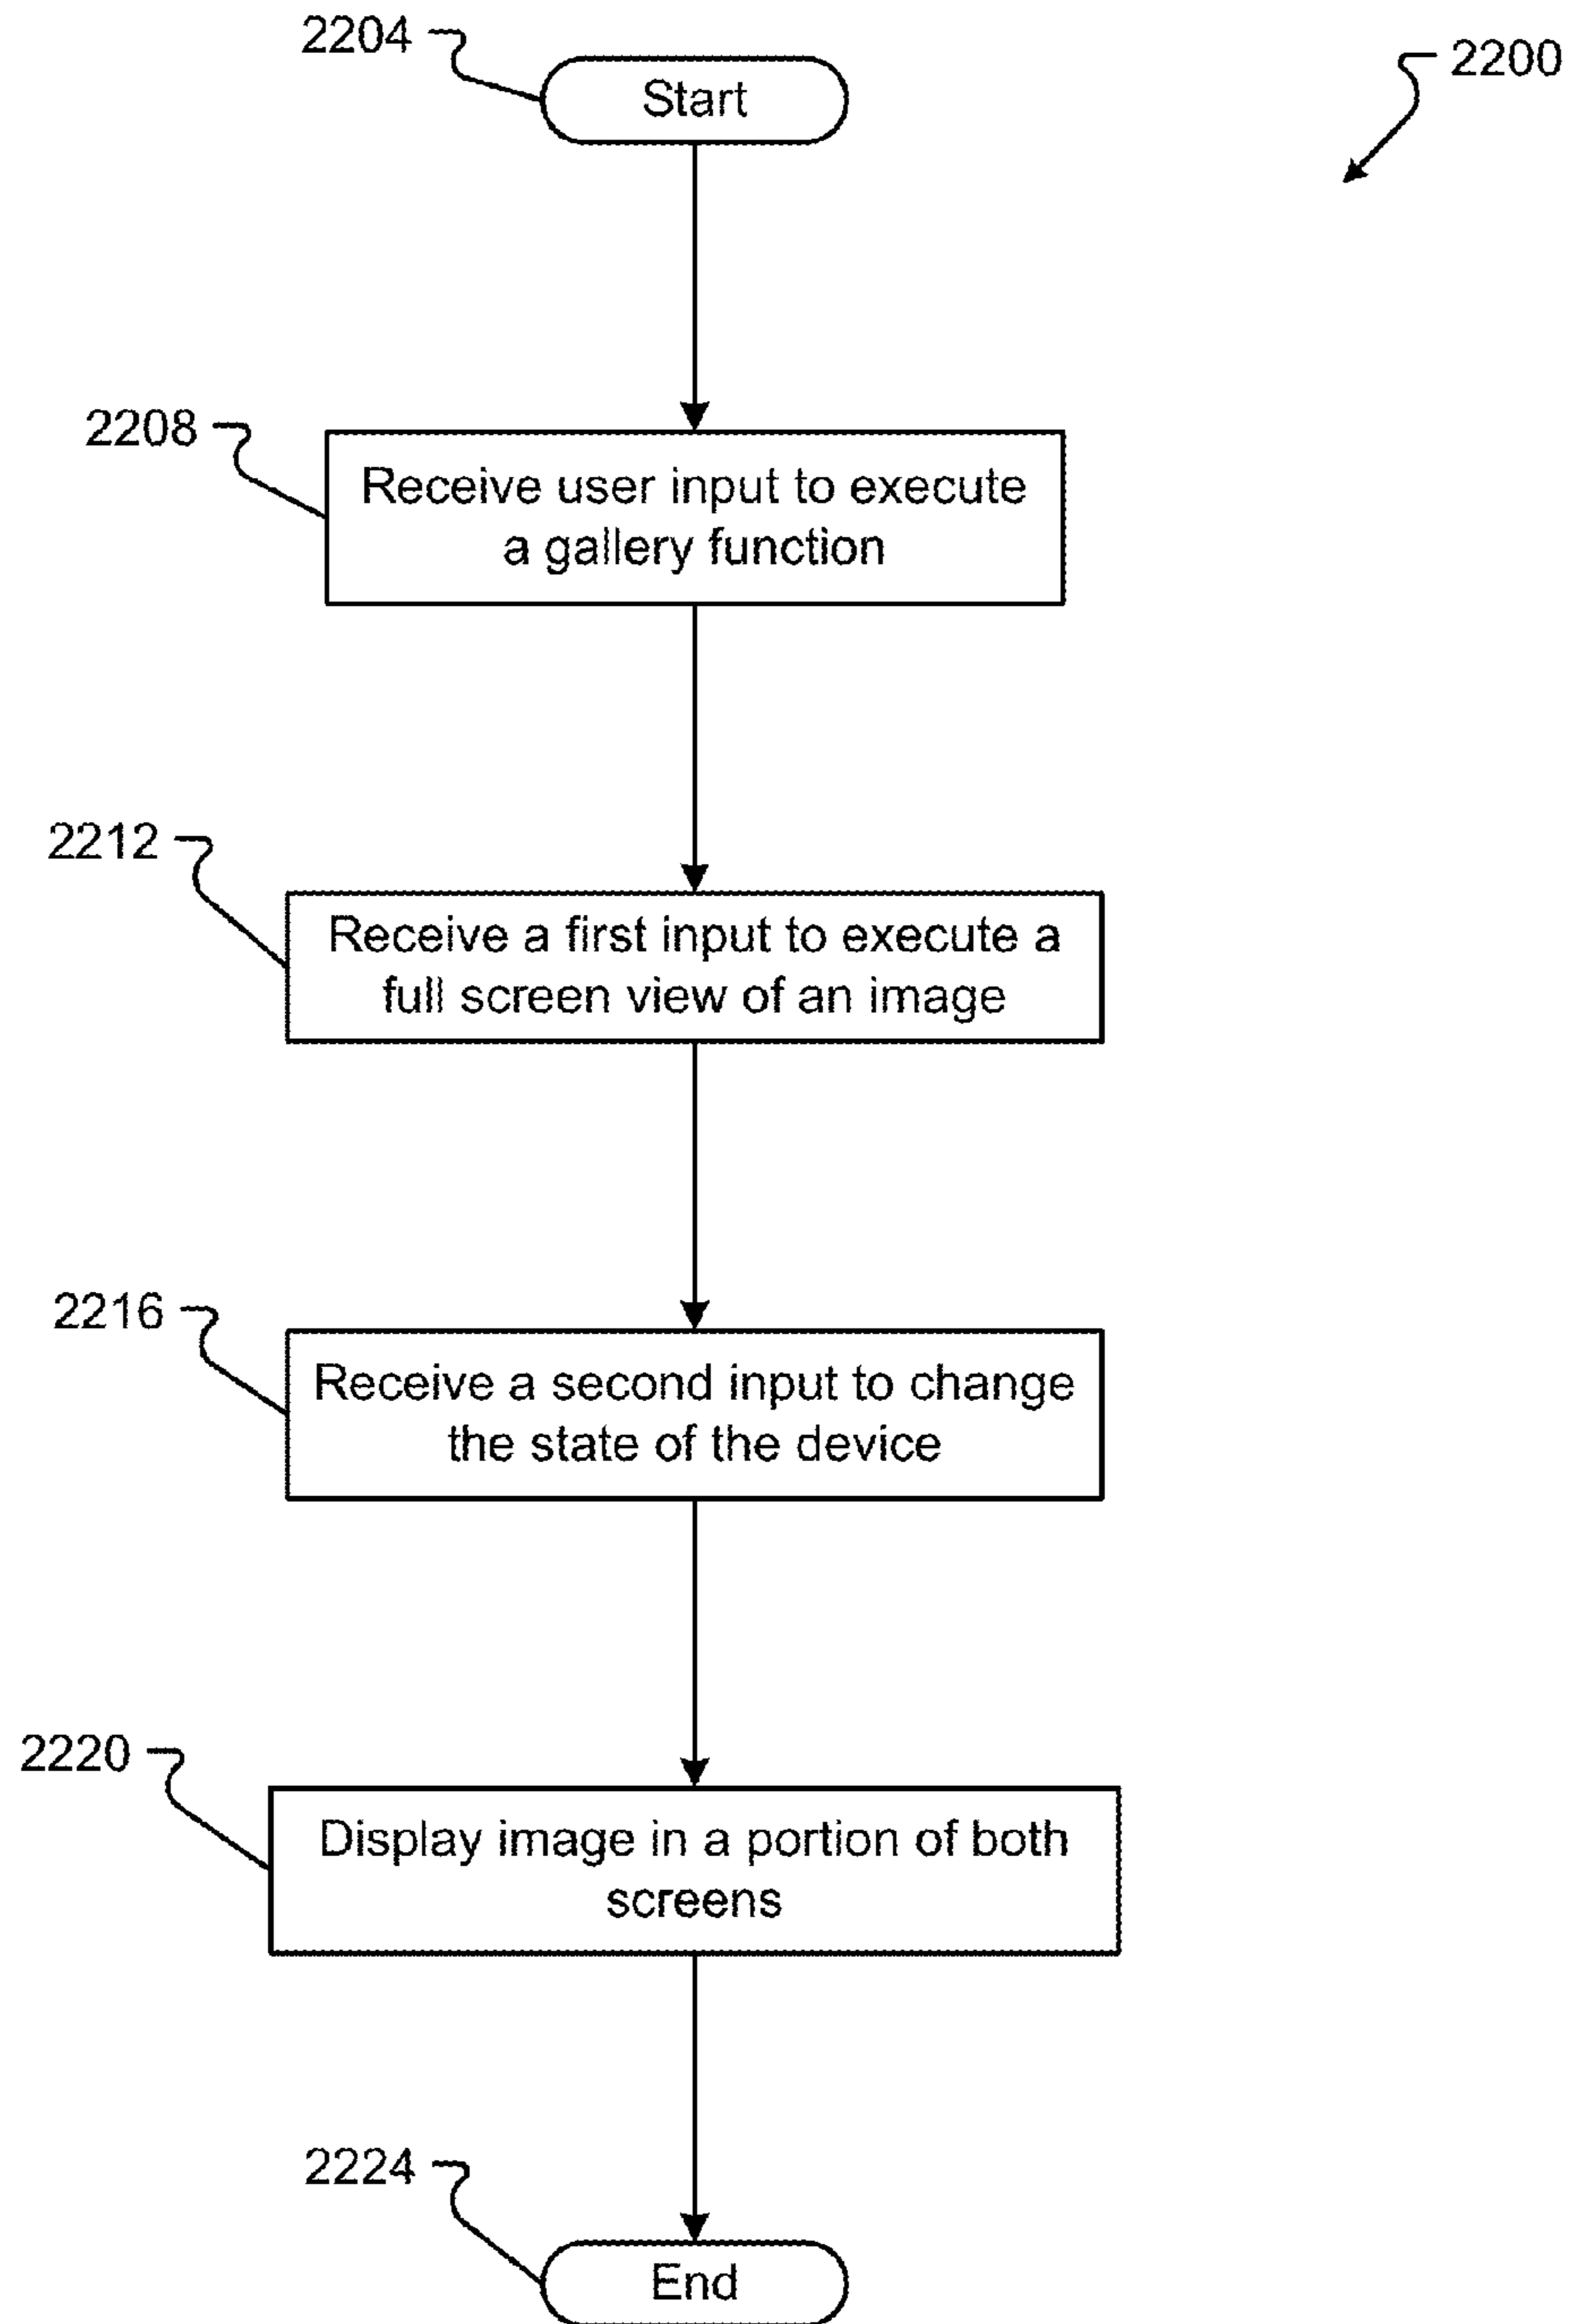 2204
Start
2200
2208
Receive user input to execute
a gallery function
2212
Receive a first input to execute a
full screen view of an image
2216
Receive a second input to change
the state of the device
2220
Display image in a portion of both
screens
2224
End